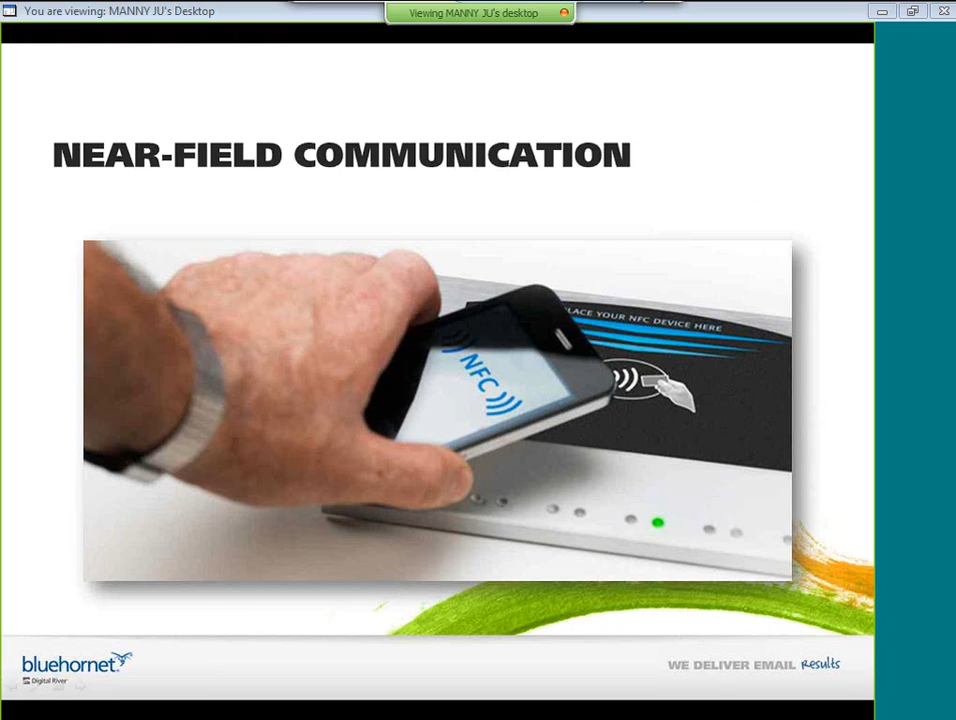 You are viewing: MANNY JU's Desktop
Viewing MANNY JU's desktop
NEAR-FIELD COMMUNICATION
PLACE YOUR NFC DEVICE HERE
NFC
bluehornet
Digital River
WE DELIVER EMAIL Results